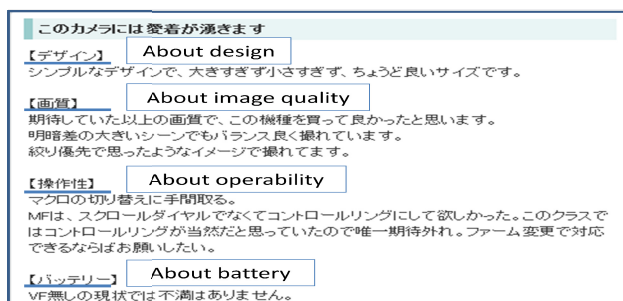 このカメラには愛着が湧きます
【デザイン】 About design
シンプルなデザインで、大きすぎず小さすぎず、ちょうど良いサイズです。
【画質】 About image quality
期待していた以上の画質で、この機種を買って良かったと思います。
明暗差の大きいシーンでもバランス良く撮れています。
絞り優先で思ったようなイメージで撮れてます。
【操作性】 About operability
マクロの切り替えに手間取る。
MFは、スクロールダイヤルでなくてコントロールリングにして欲しかった。このクラスで
はコントロールリングが当然だと思っていたので唯一期待外れ。ファーム変更で対応
できるならばお願いしたい。
【バッテリー】 About battery
VF無しの現状では不満はありません。